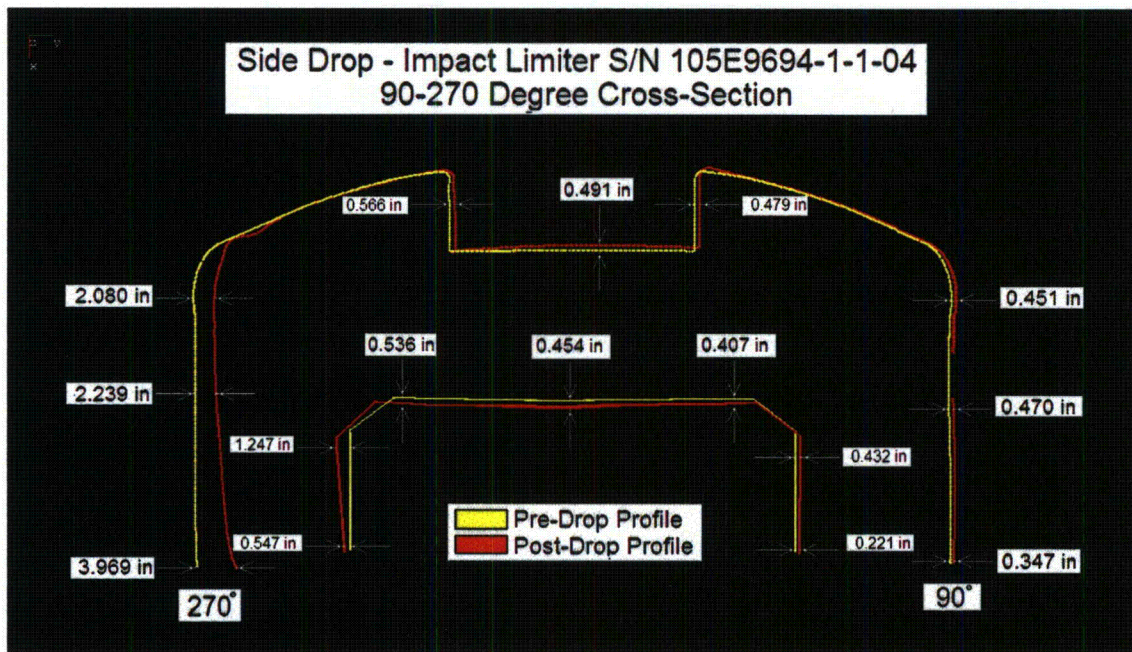 Side Drop - Impact Limiter S/N 105E9694-1-1-04
90-270 Degree Cross-Section
0.491 in
0.566 in
0.479 in
2.080 in
0.451 in
0.536 in
0.454 in
0.407 in
2.239 in
0.470 in
1.247 in
0.432 in
Pre-Drop Profile
Post-Drop Profile
0.547 in
0.221 in
3.969 in
0.347 in
270°
90°